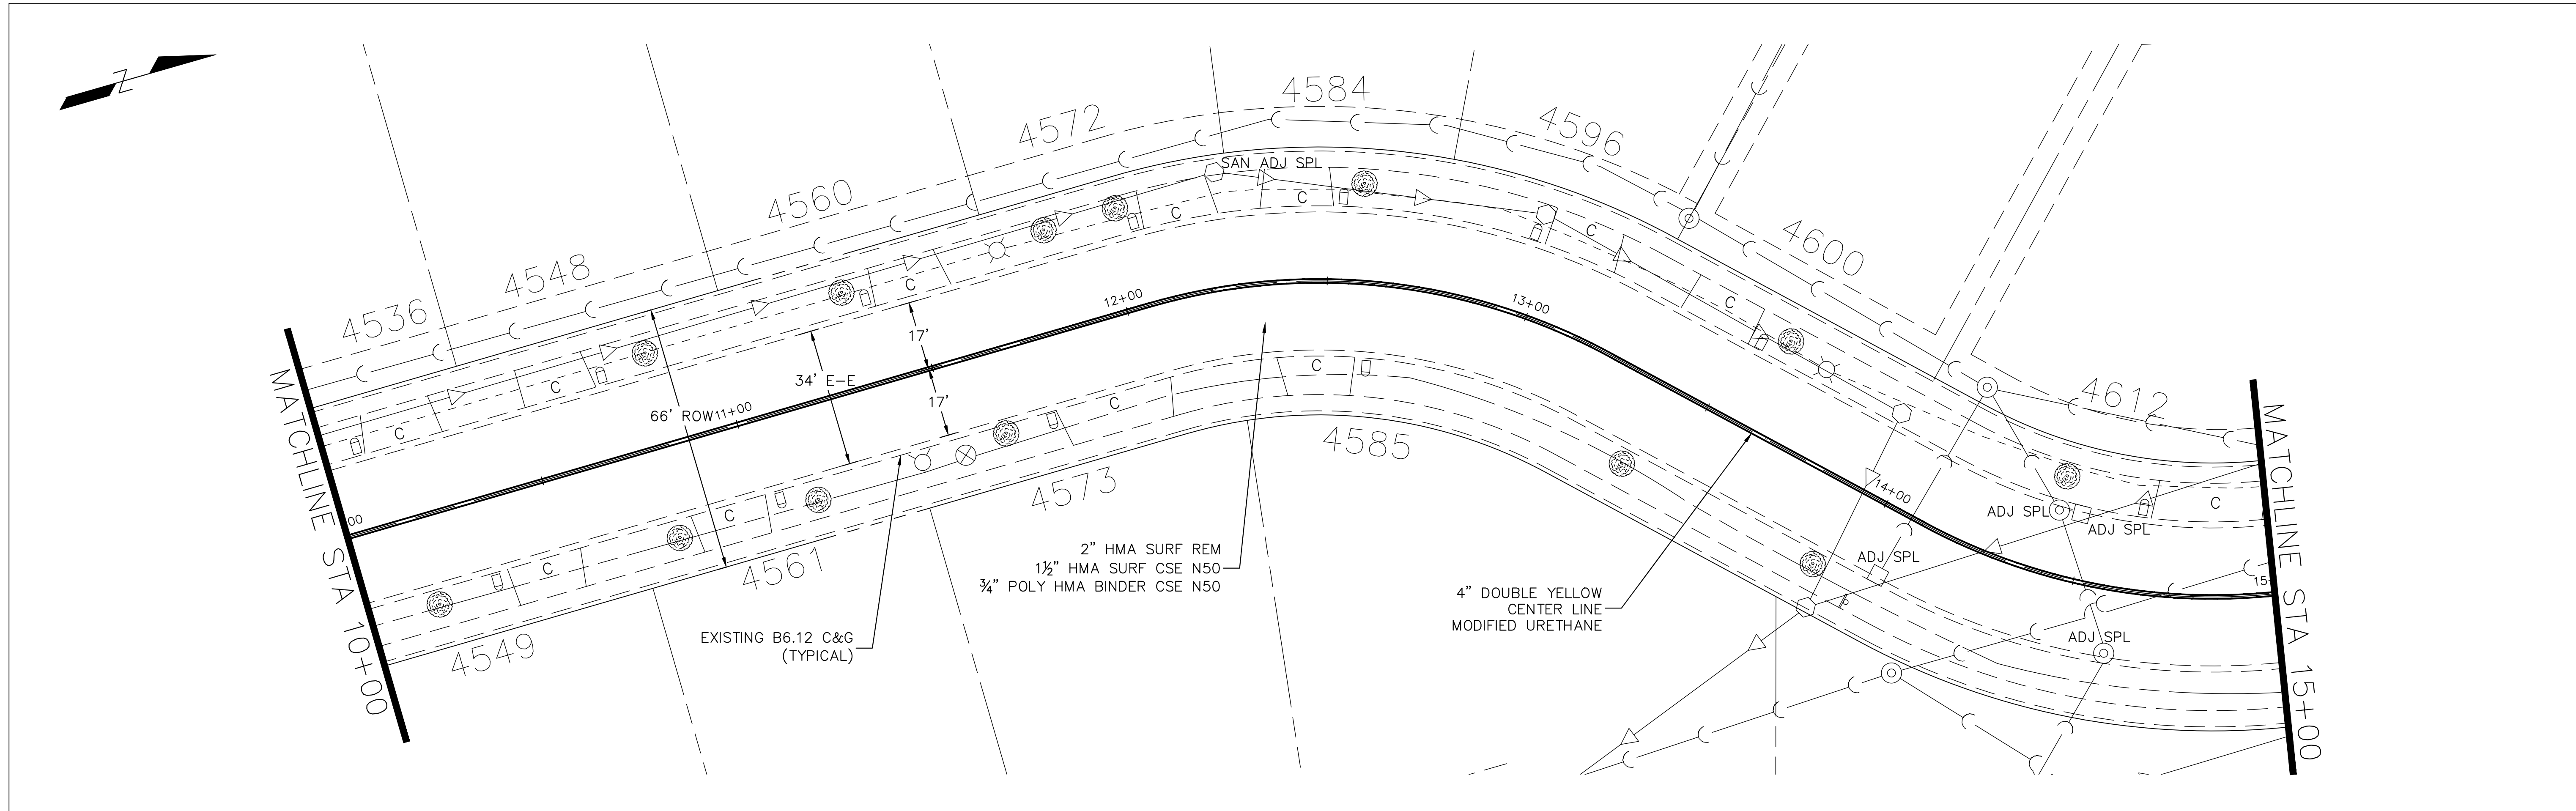 Z
4536
4548
4560
4572
4584
4596
4600
4612
SAN ADJ SPL
C
C
C
C
C
C
C
C
MATCHLINE STA 10+00
00
66' ROW
11+00
34' E-E
17'
17'
12+00
13+00
14+00
15+
C
C
C
C
4549
4561
4573
4585
EXISTING B6.12 C&G
(TYPICAL)
2" HMA SURF REM
1½" HMA SURF CSE N50
¾" POLY HMA BINDER CSE N50
4" DOUBLE YELLOW
CENTER LINE
MODIFIED URETHANE
ADJ SPL
ADJ SPL
ADJ SPL
ADJ SPL
MATCHLINE STA 15+00